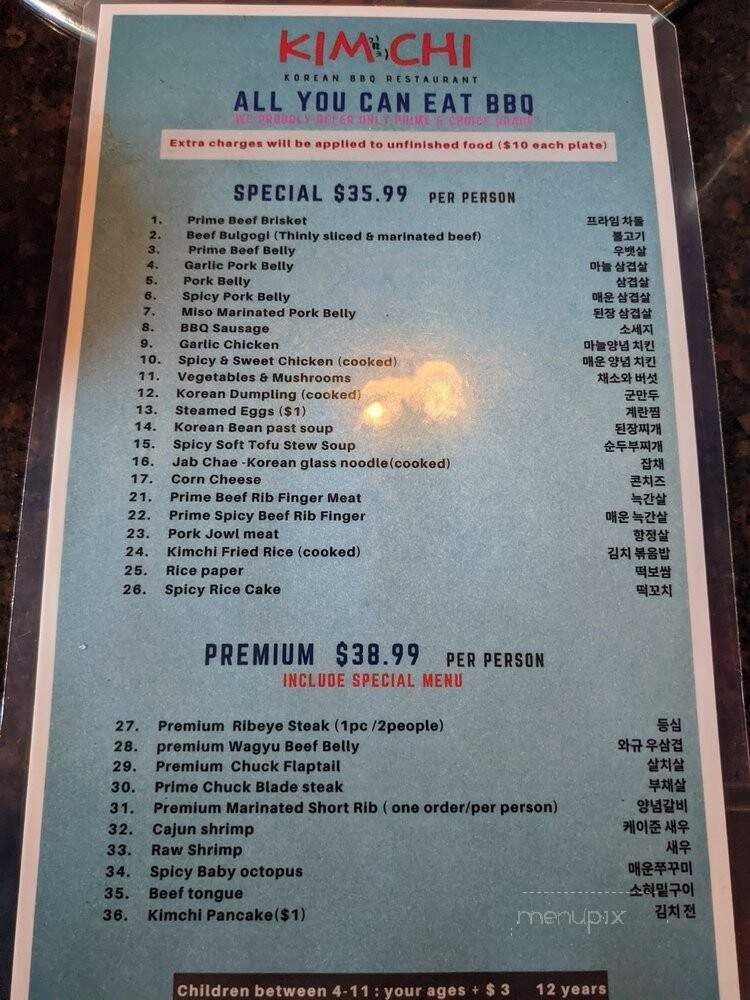 KIM 김치 CHI
KOREAN BBQ RESTAURANT
ALL YOU CAN EAT BBQ
WE PROUDLY OFFER ONLY PRIME & CHOICE GRADE
Extra charges will be applied to unfinished food ($10 each plate)
SPECIAL $35.99 PER PERSON
1. Prime Beef Brisket 프라임 차돌
2. Beef Bulgogi (Thinly sliced & marinated beef) 불고기
3. Prime Beef Belly 우뱃살
4. Garlic Pork Belly 마늘 삼겹살
5. Pork Belly 삼겹살
6. Spicy Pork Belly 매운 삼겹살
7. Miso Marinated Pork Belly 된장 삼겹살
8. BBQ Sausage 소세지
9. Garlic Chicken 마늘양념 치킨
10. Spicy & Sweet Chicken (cooked) 매운 양념 치킨
11. Vegetables & Mushrooms 채소와 버섯
12. Korean Dumpling (cooked) 군만두
13. Steamed Eggs ($1) 계란찜
14. Korean Bean past soup 된장찌개
15. Spicy Soft Tofu Stew Soup 순두부찌개
16. Jab Chae -Korean glass noodle(cooked) 잡채
17. Corn Cheese 콘치즈
21. Prime Beef Rib Finger Meat 늑간살
22. Prime Spicy Beef Rib Finger 매운 늑간살
23. Pork Jowl meat 항정살
24. Kimchi Fried Rice (cooked) 김치 볶음밥
25. Rice paper 떡보쌈
26. Spicy Rice Cake 떡꼬치
PREMIUM $38.99 PER PERSON
INCLUDE SPECIAL MENU
27. Premium Ribeye Steak (1pc /2people) 등심
28. premium Wagyu Beef Belly 와규 우삼겹
29. Premium Chuck Flaptail 살치살
30. Prime Chuck Blade steak 부채살
31. Premium Marinated Short Rib ( one order/per person) 양념갈비
32. Cajun shrimp 케이준 새우
33. Raw Shrimp 새우
34. Spicy Baby octopus 매운쭈꾸미
35. Beef tongue 소혀밑구이
36. Kimchi Pancake($1) 김치 전
menupix
Children between 4-11 : your ages + $ 3 12 years